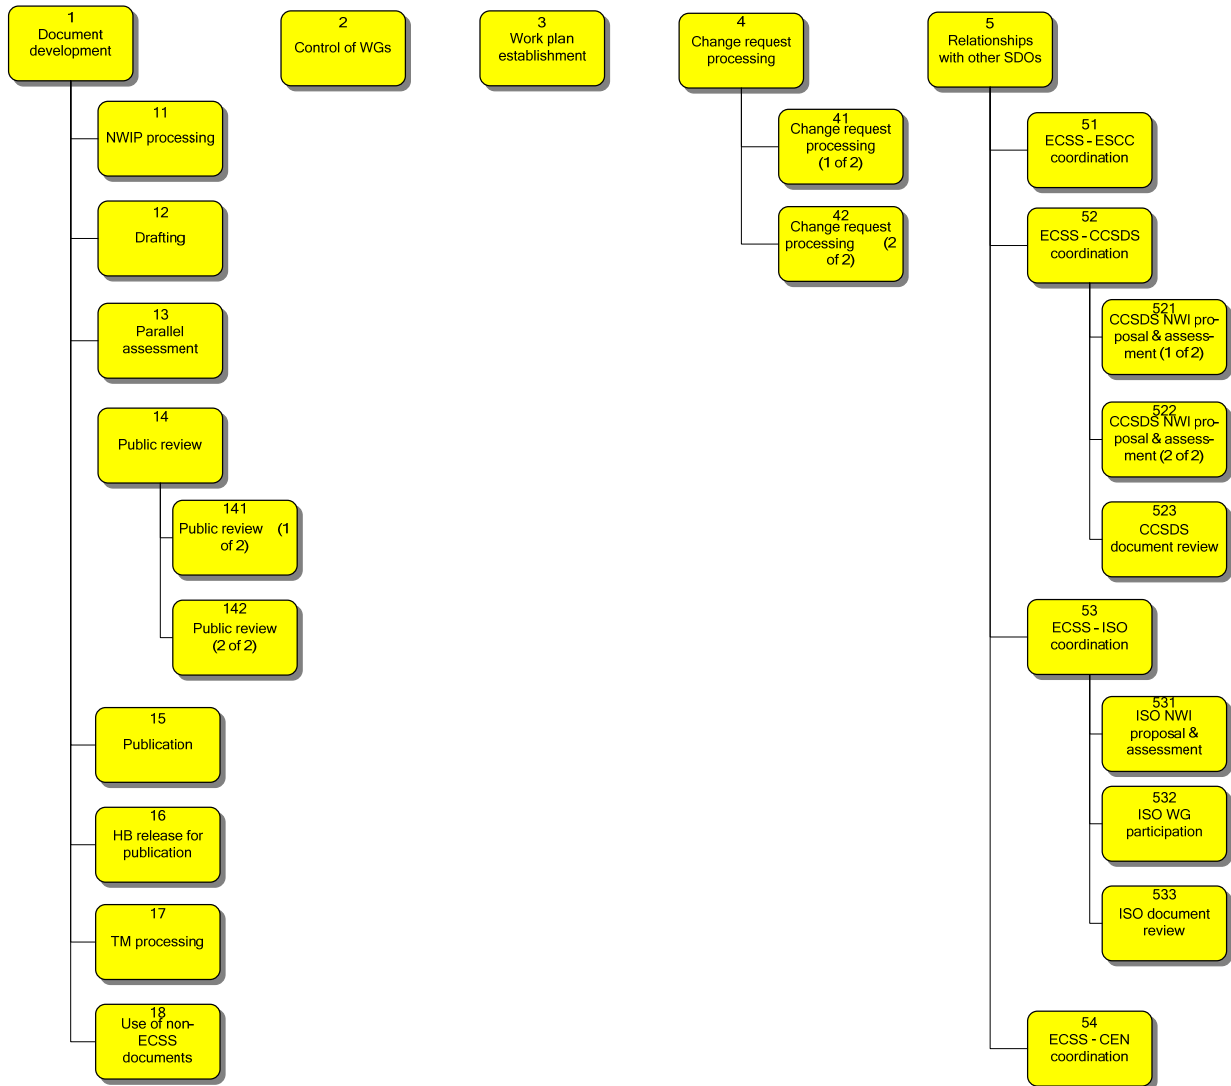 1
Document
development
11
NWIP processing
12
Drafting
13
Parallel
assessment
14
Public review
141
Public review (1
of 2)
142
Public review
(2 of 2)
15
Publication
16
HB release for
publication
17
TM processing
18
Use of non-
ECSS
documents
2
Control of WGs
3
Work plan
establishment
4
Change request
processing
41
Change request
processing
(1 of 2)
42
Change request
processing (2
of 2)
5
Relationships
with other SDOs
51
ECSS - ESCC
coordination
52
ECSS - CCSDS
coordination
521
CCSDS NWI pro-
posal & assess-
ment (1 of 2)
522
CCSDS NWI pro-
posal & assess-
ment (2 of 2)
523
CCSDS
document review
53
ECSS - ISO
coordination
531
ISO NWI
proposal &
assessment
532
ISO WG
participation
533
ISO document
review
54
ECSS - CEN
coordination